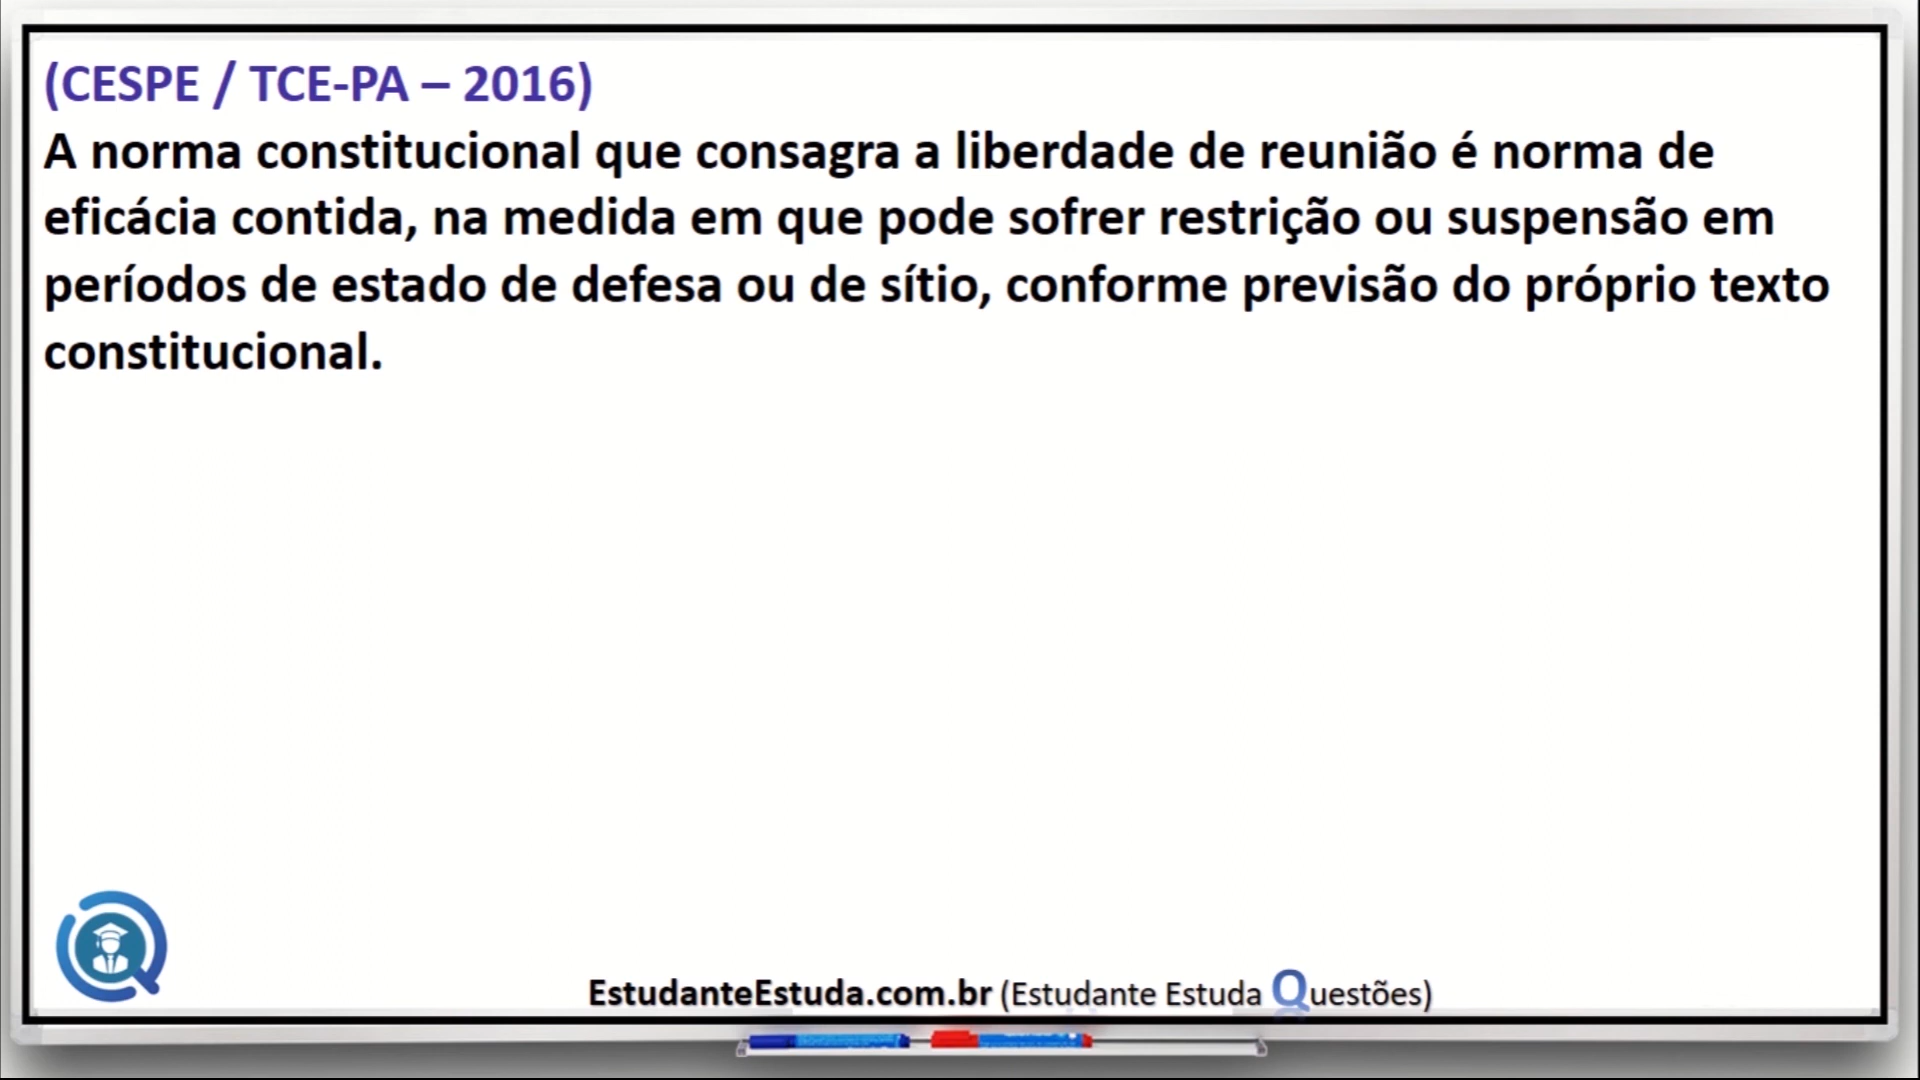 (CESPE / TCE-PA – 2016)
A norma constitucional que consagra a liberdade de reunião é norma de
eficácia contida, na medida em que pode sofrer restrição ou suspensão em
períodos de estado de defesa ou de sítio, conforme previsão do próprio texto
constitucional.
EstudanteEstuda.com.br (Estudante Estuda Questões)